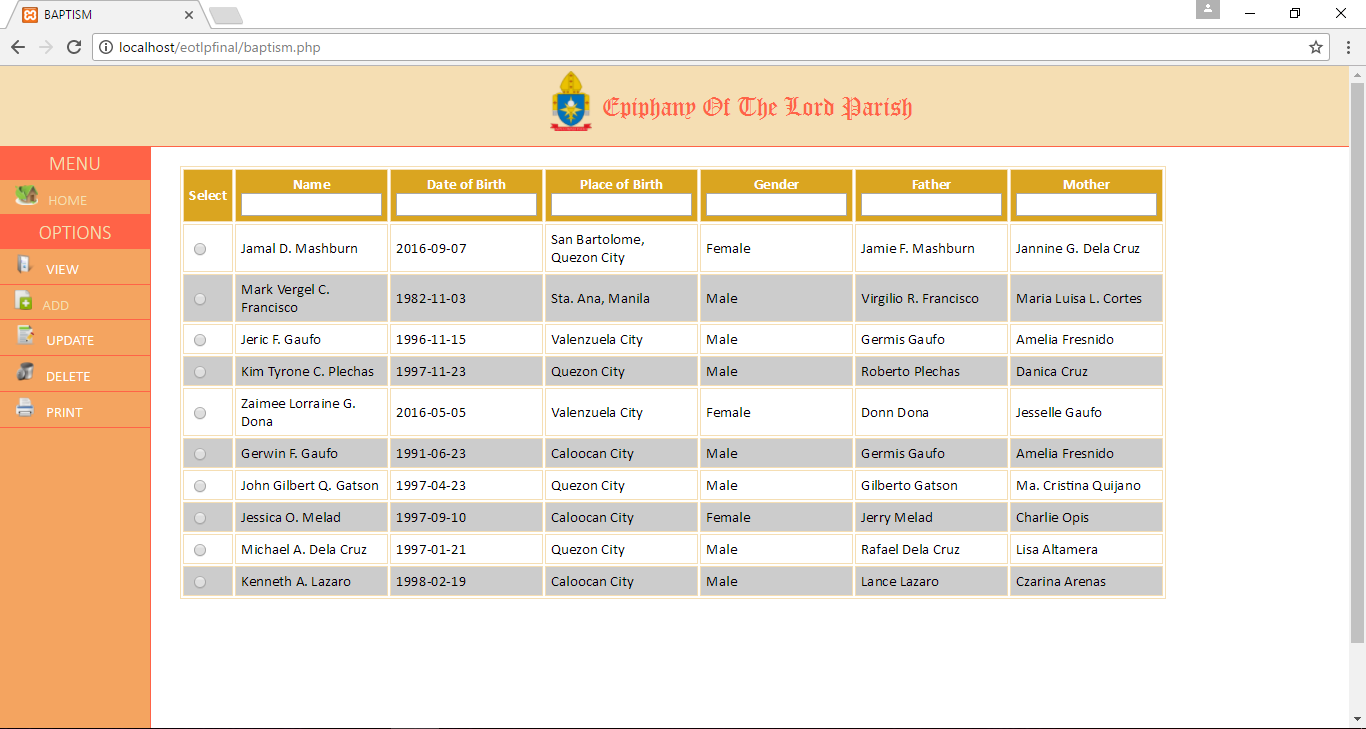 BAPTISM
localhost/eotlpfinal/baptism.php
Epiphany Of The Lord Parish
MENU
HOME
OPTIONS
VIEW
ADD
UPDATE
DELETE
PRINT
Select Name Date of Birth Place of Birth Gender Father Mother
Jamal D. Mashburn 2016-09-07 San Bartolome, Quezon City Female Jamie F. Mashburn Jannine G. Dela Cruz
Mark Vergel C. Francisco 1982-11-03 Sta. Ana, Manila Male Virgilio R. Francisco Maria Luisa L. Cortes
Jeric F. Gaufo 1996-11-15 Valenzuela City Male Germis Gaufo Amelia Fresnido
Kim Tyrone C. Plechas 1997-11-23 Quezon City Male Roberto Plechas Danica Cruz
Zaimee Lorraine G. Dona 2016-05-05 Valenzuela City Female Donn Dona Jesselle Gaufo
Gerwin F. Gaufo 1991-06-23 Caloocan City Male Germis Gaufo Amelia Fresnido
John Gilbert Q. Gatson 1997-04-23 Quezon City Male Gilberto Gatson Ma. Cristina Quijano
Jessica O. Melad 1997-09-10 Caloocan City Female Jerry Melad Charlie Opis
Michael A. Dela Cruz 1997-01-21 Quezon City Male Rafael Dela Cruz Lisa Altamera
Kenneth A. Lazaro 1998-02-19 Caloocan City Male Lance Lazaro Czarina Arenas